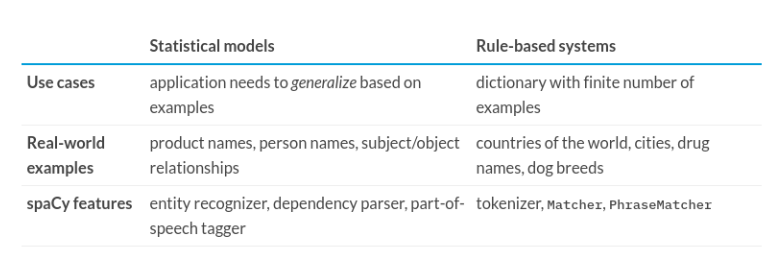 Statistical models Rule-based systems
Use cases application needs to generalize based on dictionary with finite number of
examples examples
Real-world product names, person names, subject/object countries of the world, cities, drug
examples relationships names, dog breeds
spaCy features entity recognizer, dependency parser, part-of- tokenizer, Matcher, PhraseMatcher
speech tagger